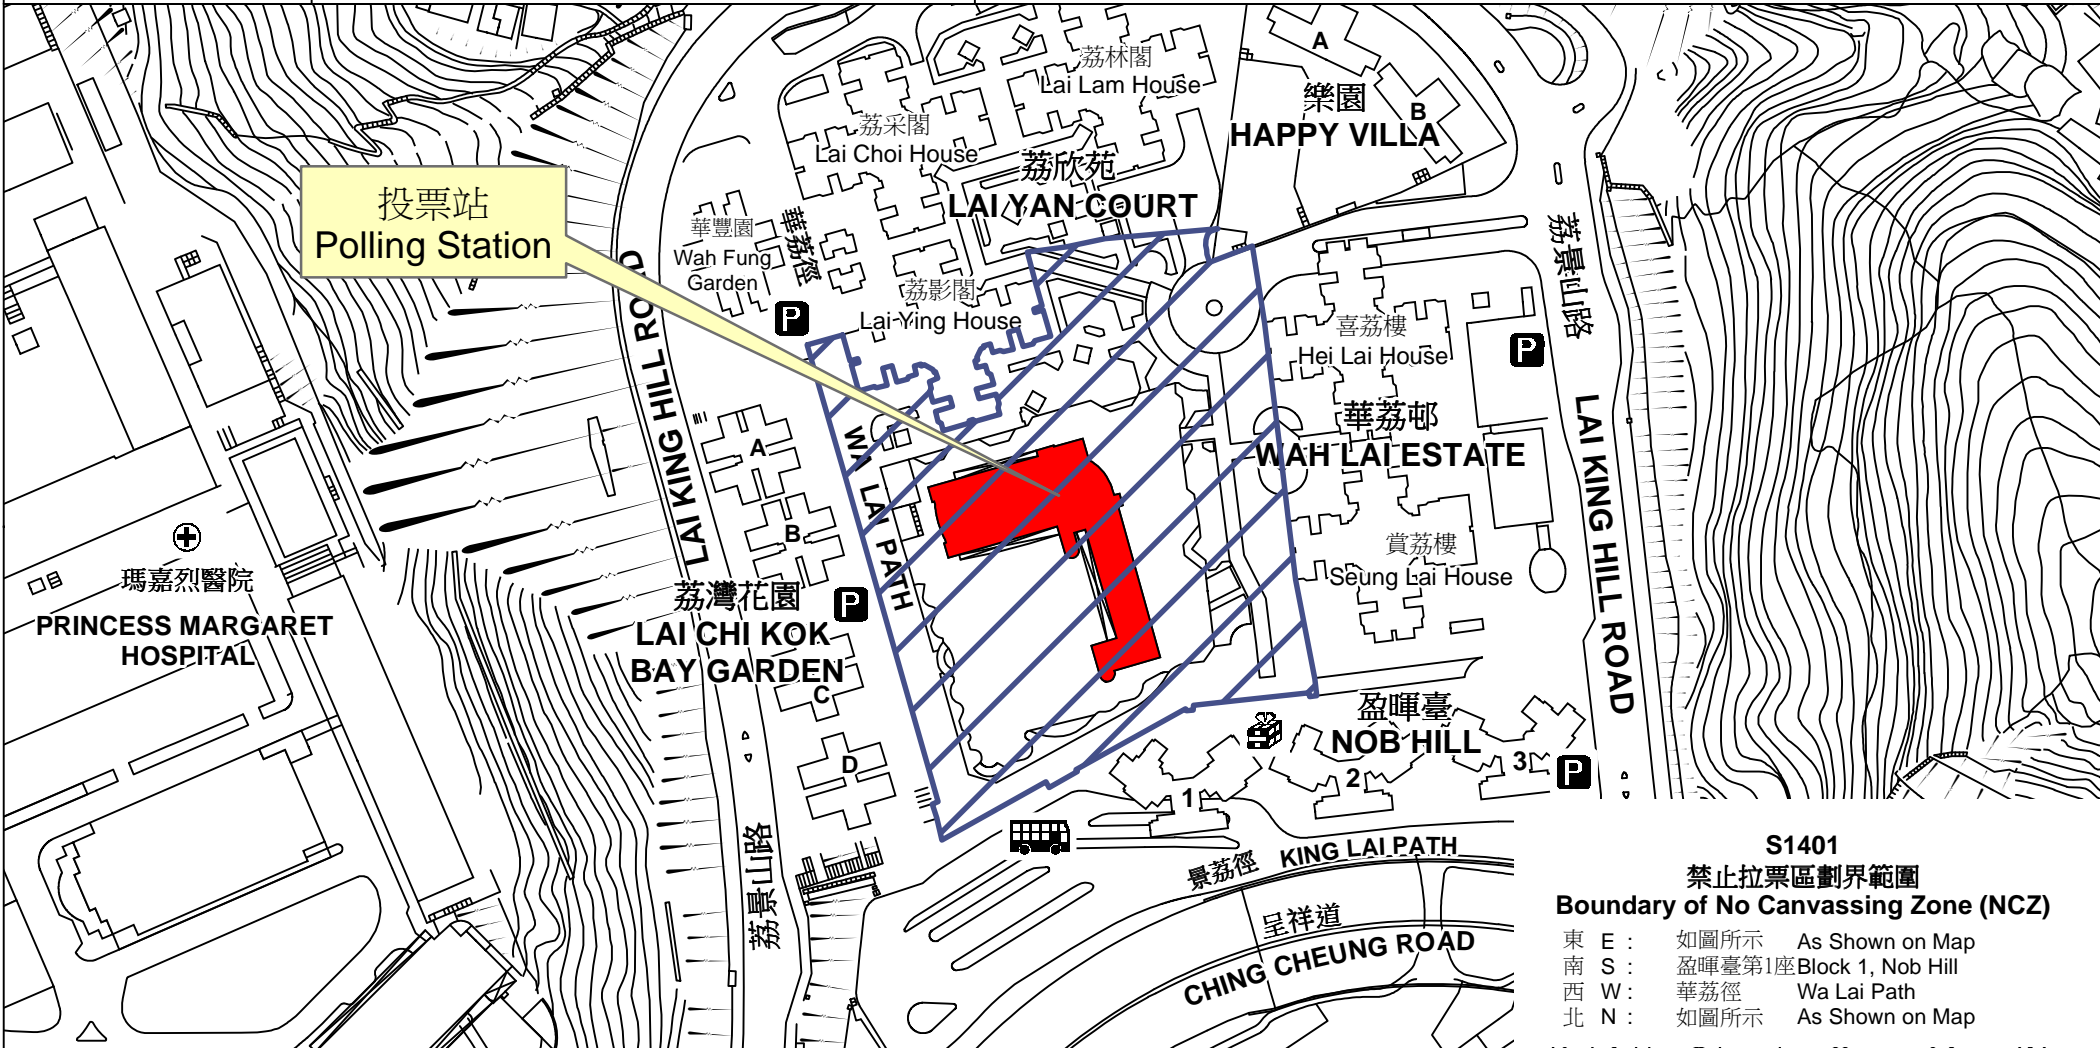 投票站
Polling Station
荔林閣
Lai Lam House
荔采閣
Lai Choi House
荔欣苑
LAI YAN COURT
A
樂園
B
HAPPY VILLA
華豐園
Wah Fung
Garden
華荔徑
荔影閣
Lai Ying House
P
LAI KING HILL ROAD
荔景山路
喜荔樓
Hei Lai House
P
華荔邨
WAH LAI ESTATE
賞荔樓
Seung Lai House
LAI KING HILL ROAD
WA LAI PATH
A
B
荔灣花園
LAI CHI KOK
BAY GARDEN
P
C
D
瑪嘉烈醫院
PRINCESS MARGARET
HOSPITAL
盈暉臺
NOB HILL
1
2
3
P
荔景山路
景荔徑 KING LAI PATH
呈祥道
CHING CHEUNG ROAD
S1401
禁止拉票區劃界範圍
Boundary of No Canvassing Zone (NCZ)
東 E : 如圖所示 As Shown on Map
南 S : 盈暉臺第1座 Block 1, Nob Hill
西 W : 華荔徑 Wa Lai Path
北 N : 如圖所示 As Shown on Map